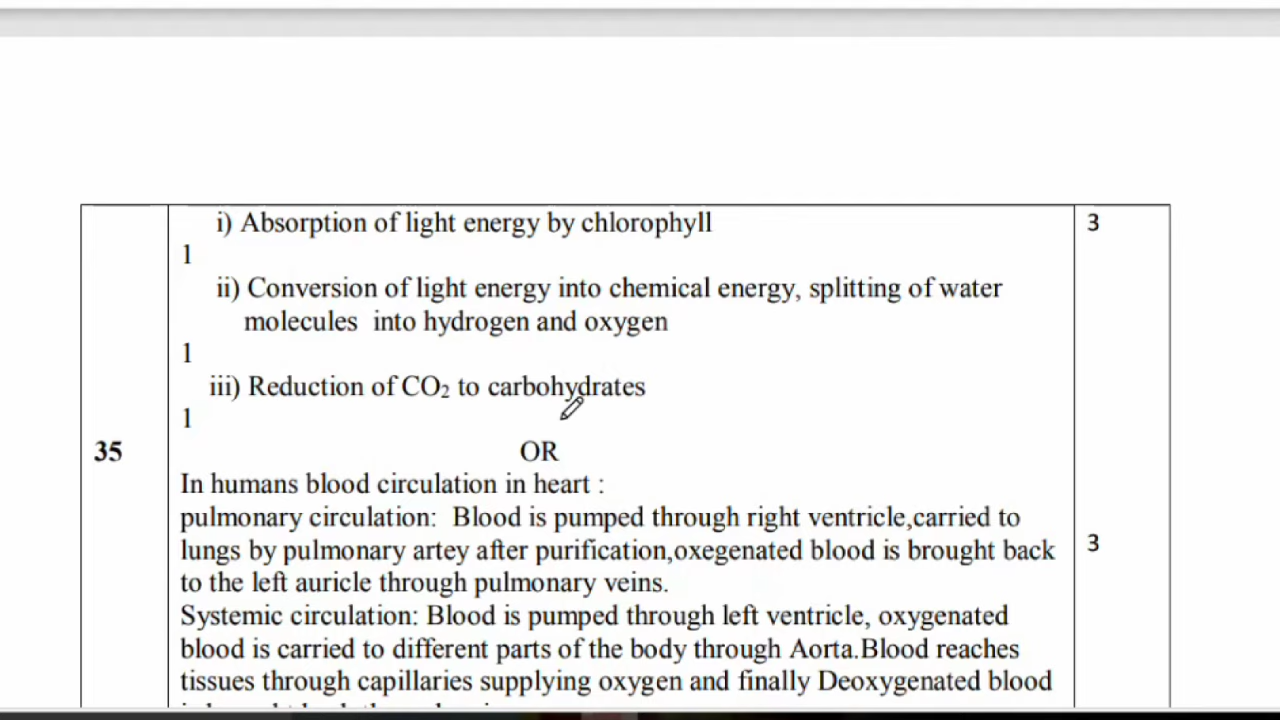 i) Absorption of light energy by chlorophyll 3
1
ii) Conversion of light energy into chemical energy, splitting of water
molecules into hydrogen and oxygen
1
iii) Reduction of CO₂ to carbohydrates
1
35 OR
In humans blood circulation in heart :
pulmonary circulation: Blood is pumped through right ventricle,carried to
lungs by pulmonary artey after purification,oxegenated blood is brought back 3
to the left auricle through pulmonary veins.
Systemic circulation: Blood is pumped through left ventricle, oxygenated
blood is carried to different parts of the body through Aorta.Blood reaches
tissues through capillaries supplying oxygen and finally Deoxygenated blood